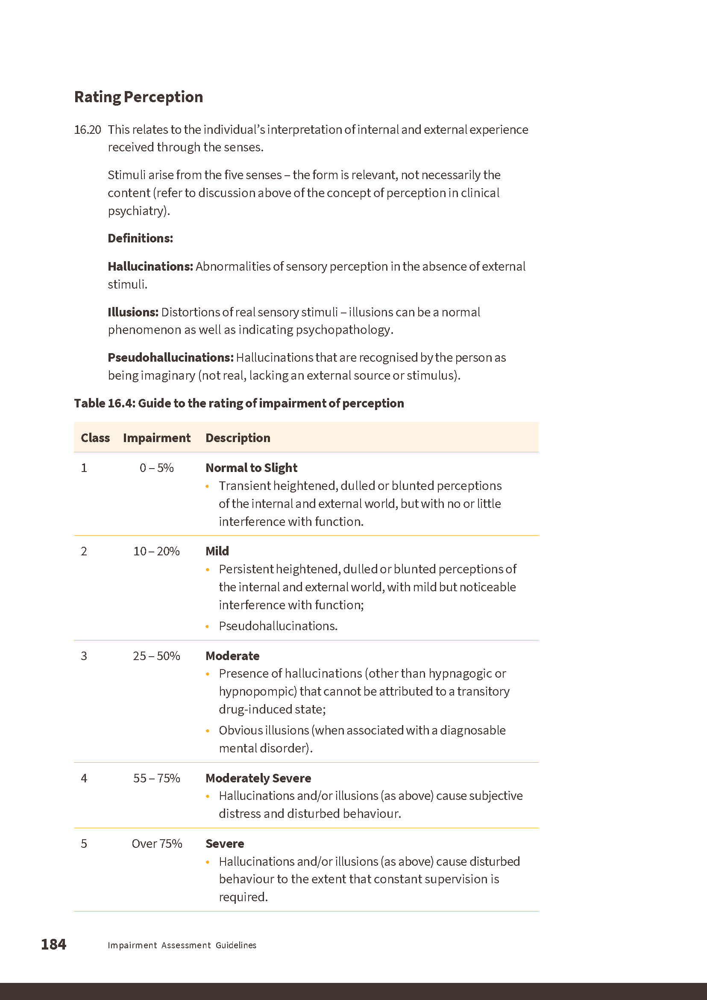 Rating Perception
16.20 This relates to the individual’s interpretation of internal and external experience
received through the senses.
Stimuli arise from the five senses – the form is relevant, not necessarily the
content (refer to discussion above of the concept of perception in clinical
psychiatry).
Definitions:
Hallucinations: Abnormalities of sensory perception in the absence of external
stimuli.
Illusions: Distortions of real sensory stimuli – illusions can be a normal
phenomenon as well as indicating psychopathology.
Pseudohallucinations: Hallucinations that are recognised by the person as
being imaginary (not real, lacking an external source or stimulus).
Table 16.4: Guide to the rating of impairment of perception
Class Impairment Description
1 0 – 5% Normal to Slight
• Transient heightened, dulled or blunted perceptions
of the internal and external world, but with no or little
interference with function.
2 10 – 20% Mild
• Persistent heightened, dulled or blunted perceptions of
the internal and external world, with mild but noticeable
interference with function;
• Pseudohallucinations.
3 25 – 50% Moderate
• Presence of hallucinations (other than hypnagogic or
hypnopompic) that cannot be attributed to a transitory
drug-induced state;
• Obvious illusions (when associated with a diagnosable
mental disorder).
4 55 – 75% Moderately Severe
• Hallucinations and/or illusions (as above) cause subjective
distress and disturbed behaviour.
5 Over 75% Severe
• Hallucinations and/or illusions (as above) cause disturbed
behaviour to the extent that constant supervision is
required.
184 Impairment Assessment Guidelines